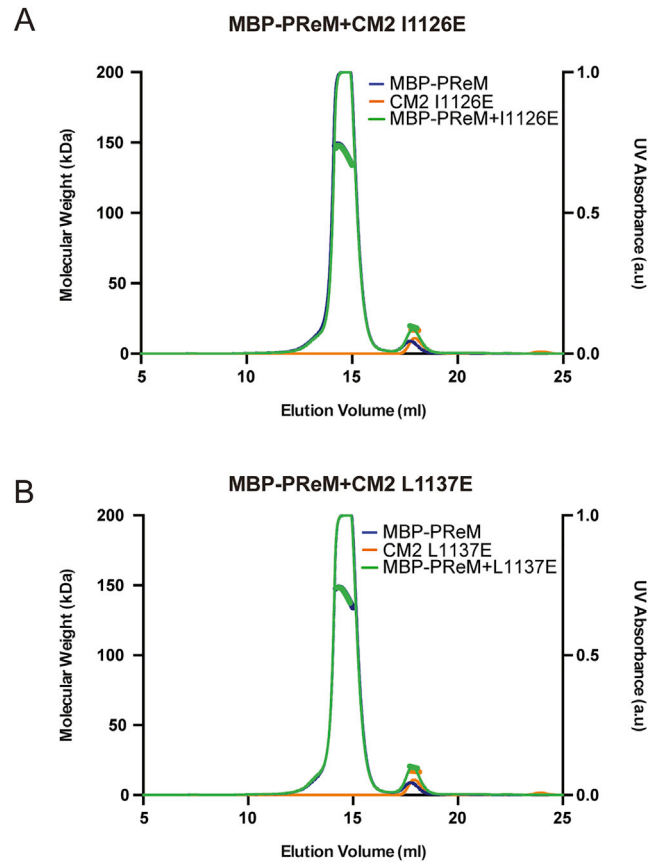 A
MBP-PReM+CM2 I1126E
200
150
100
50
0
1.0
0.5
0.0
MBP-PReM
CM2 I1126E
MBP-PReM+I1126E
Molecular Weight (kDa)
UV Absorbance (a.u)
5
10
15
20
25
Elution Volume (ml)
B
MBP-PReM+CM2 L1137E
200
150
100
50
0
1.0
0.5
0.0
MBP-PReM
CM2 L1137E
MBP-PReM+L1137E
Molecular Weight (kDa)
UV Absorbance (a.u)
5
10
15
20
25
Elution Volume (ml)